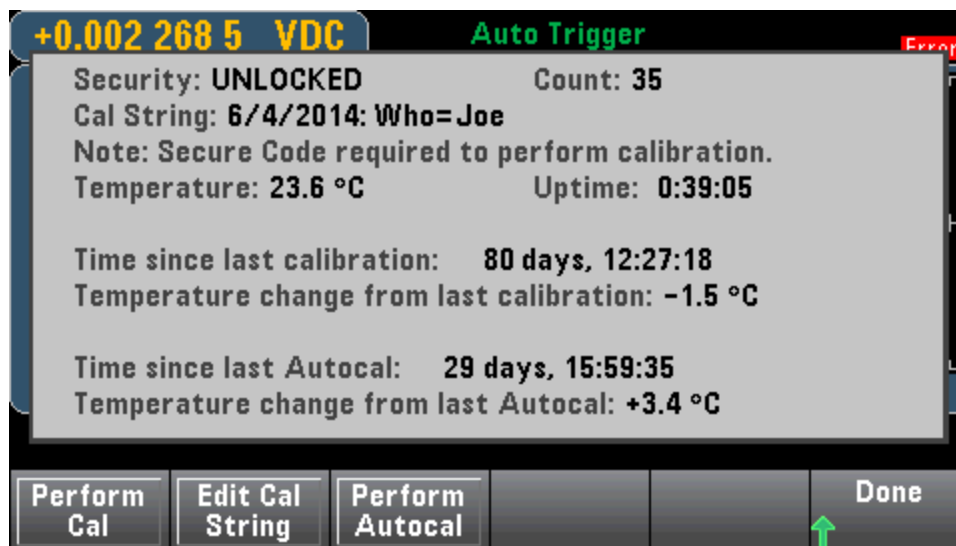 +0.002 268 5 VDC Auto Trigger Error
Security: UNLOCKED Count: 35
Cal String: 6/4/2014: Who=Joe
Note: Secure Code required to perform calibration.
Temperature: 23.6 °C Uptime: 0:39:05
Time since last calibration: 80 days, 12:27:18
Temperature change from last calibration: -1.5 °C
Time since last Autocal: 29 days, 15:59:35
Temperature change from last Autocal: +3.4 °C
Perform Cal
Edit Cal String
Perform Autocal
Done